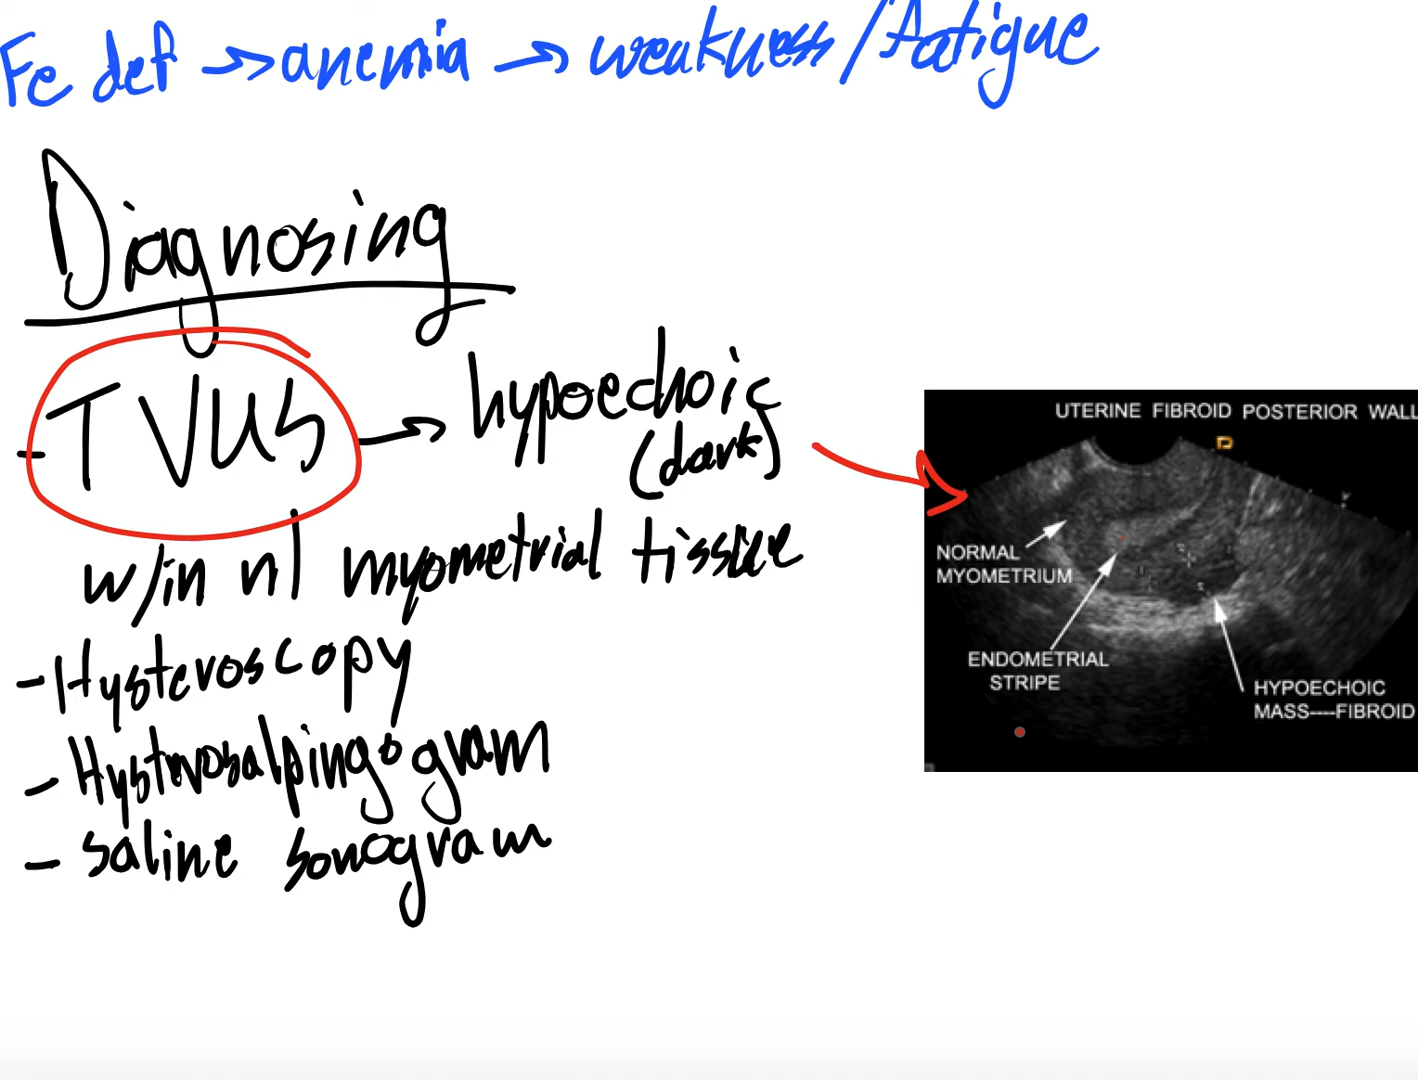 Fe def → anemia → weakness/fatigue
Diagnosing
- TVUS → hypoechoic
(dark)
w/in nl myometrial tissue
- Hysteroscopy
- Hysterosalpingogram
- saline sonogram
UTERINE FIBROID POSTERIOR WALL
NORMAL
MYOMETRIUM
ENDOMETRIAL
STRIPE
HYPOECHOIC
MASS----FIBROID